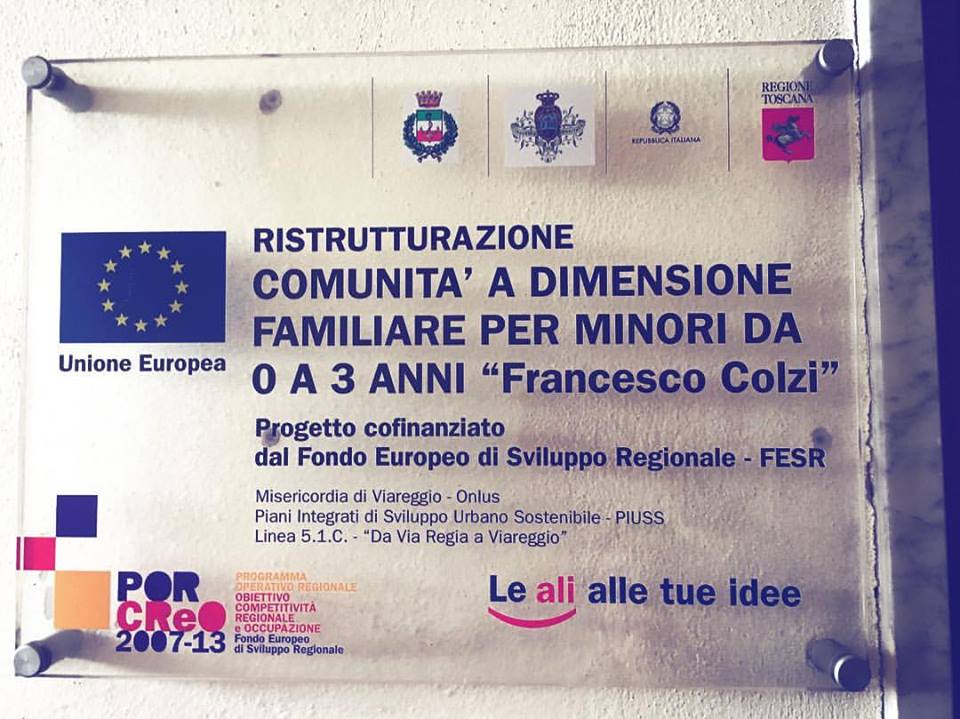 REPUBBLICA ITALIANA
REGIONE
TOSCANA
Unione Europea
RISTRUTTURAZIONE
COMUNITA' A DIMENSIONE
FAMILIARE PER MINORI DA
0 A 3 ANNI “Francesco Colzi”
Progetto cofinanziato
dal Fondo Europeo di Sviluppo Regionale - FESR
Misericordia di Viareggio - Onlus
Piani Integrati di Sviluppo Urbano Sostenibile - PIUSS
Linea 5.1.C. - “Da Via Regia a Viareggio”
POR
CReO
2007-13
PROGRAMMA
OPERATIVO REGIONALE
OBIETTIVO
COMPETITIVITÀ
REGIONALE
e OCCUPAZIONE
Fondo Europeo
di Sviluppo Regionale
Le ali alle tue idee